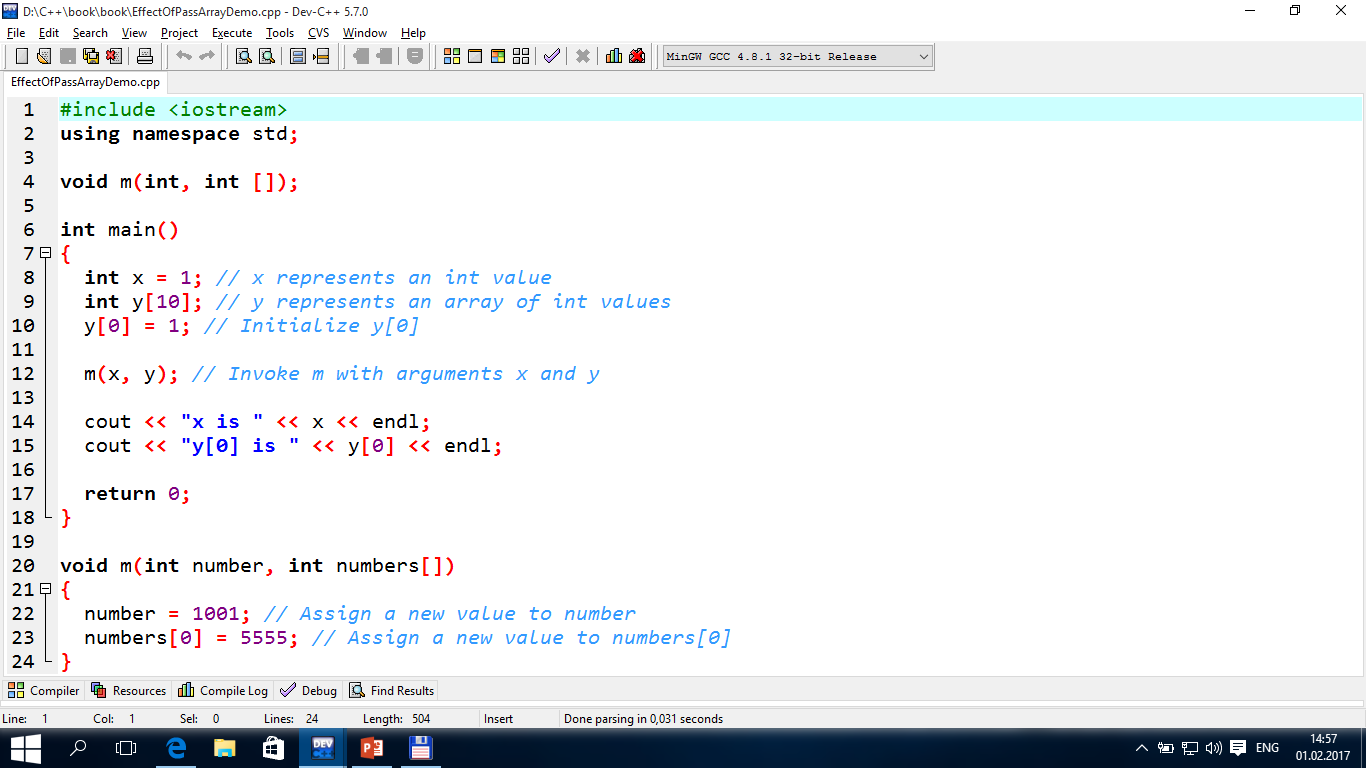 D:\C++\book\book\EffectOfPassArrayDemo.cpp - Dev-C++ 5.7.0
File Edit Search View Project Execute Tools CVS Window Help
MinGW GCC 4.8.1 32-bit Release
EffectOfPassArrayDemo.cpp
1 #include <iostream>
2 using namespace std;
3
4 void m(int, int []);
5
6 int main()
7 {
8 int x = 1; // x represents an int value
9 int y[10]; // y represents an array of int values
10 y[0] = 1; // Initialize y[0]
11
12 m(x, y); // Invoke m with arguments x and y
13
14 cout << "x is " << x << endl;
15 cout << "y[0] is " << y[0] << endl;
16
17 return 0;
18 }
19
20 void m(int number, int numbers[])
21 {
22 number = 1001; // Assign a new value to number
23 numbers[0] = 5555; // Assign a new value to numbers[0]
24 }
Compiler Resources Compile Log Debug Find Results
Line: 1 Col: 1 Sel: 0 Lines: 24 Length: 504 Insert Done parsing in 0,031 seconds
DEV C++ ENG 14:57
01.02.2017